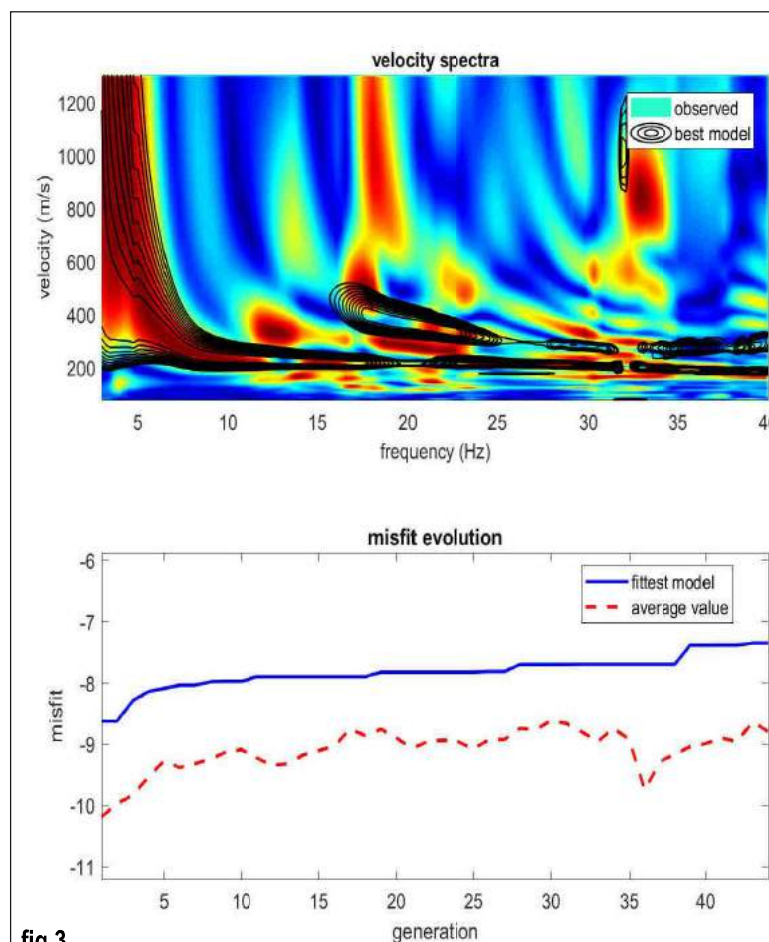 velocity spectra
1200
1000
800
600
400
200
velocity (m/s)
observed
best model
5 10 15 20 25 30 35 40
frequency (Hz)
misfit evolution
-6
-7
-8
-9
-10
-11
misfit
fittest model
average value
5 10 15 20 25 30 35 40
generation
fig 3